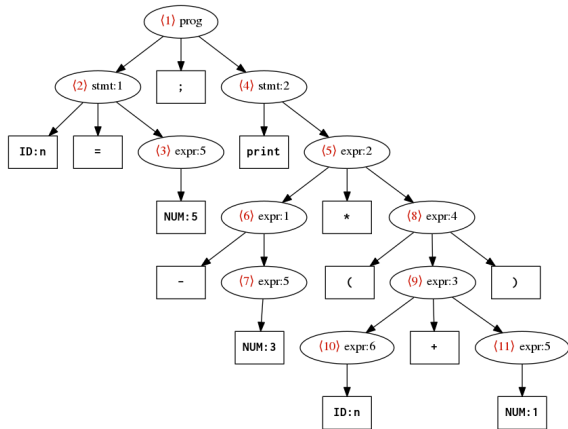 ⟨1⟩ prog
⟨2⟩ stmt:1
;
⟨4⟩ stmt:2
ID:n
=
⟨3⟩ expr:5
print
⟨5⟩ expr:2
NUM:5
⟨6⟩ expr:1
*
⟨8⟩ expr:4
-
⟨7⟩ expr:5
(
⟨9⟩ expr:3
)
NUM:3
⟨10⟩ expr:6
+
⟨11⟩ expr:5
ID:n
NUM:1